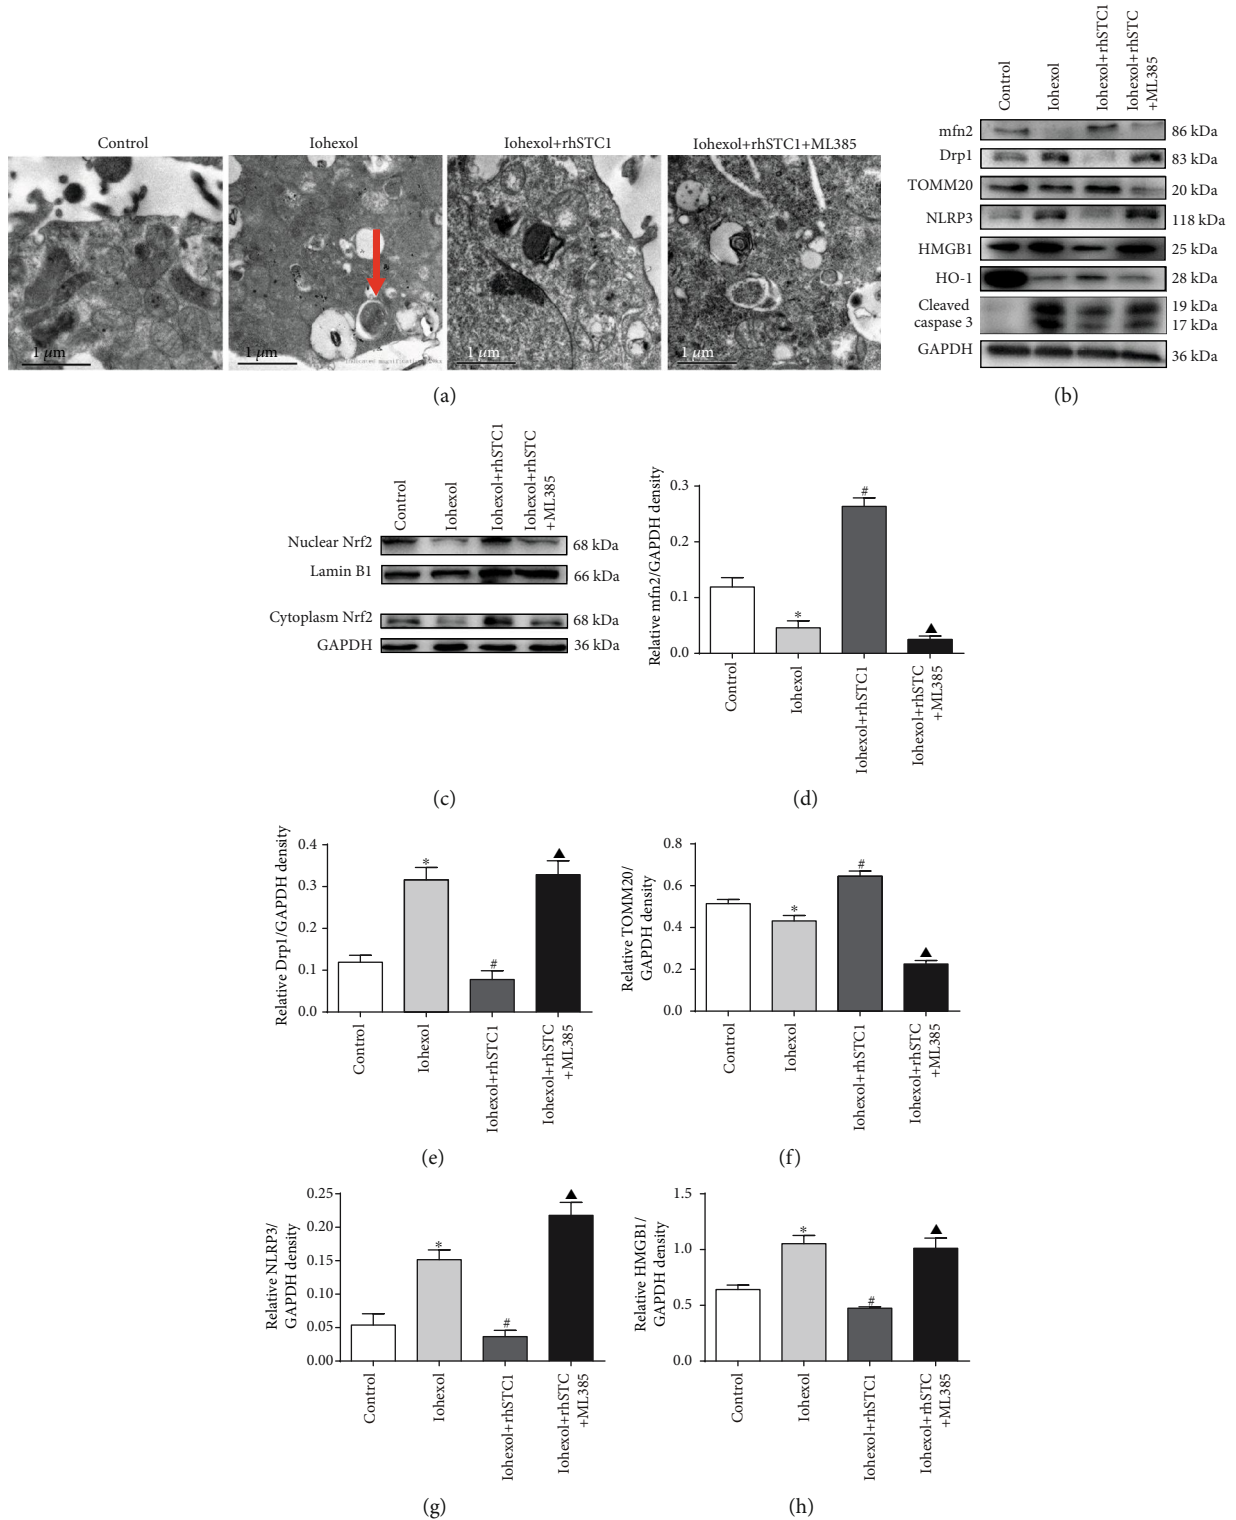 Control
Iohexol
Iohexol+rhSTC1
Iohexol+rhSTC1+ML385
1 μm
1 μm
1 μm
1 μm
(a)
Control
Iohexol
Iohexol+rhSTC1
Iohexol+rhSTC
+ML385
mfn2
86 kDa
Drp1
83 kDa
TOMM20
20 kDa
NLRP3
118 kDa
HMGB1
25 kDa
HO-1
28 kDa
Cleaved
caspase 3
19 kDa
17 kDa
GAPDH
36 kDa
(b)
Control
Iohexol
Iohexol+rhSTC1
Iohexol+rhSTC
+ML385
Nuclear Nrf2
68 kDa
Lamin B1
66 kDa
Cytoplasm Nrf2
68 kDa
GAPDH
36 kDa
(c)
Relative mfn2/GAPDH density
0.3
0.2
0.1
0.0
*
#
▲
Control
Iohexol
Iohexol+rhSTC1
Iohexol+rhSTC
+ML385
(d)
Relative Drp1/GAPDH density
0.4
0.3
0.2
0.1
0.0
*
#
▲
Control
Iohexol
Iohexol+rhSTC1
Iohexol+rhSTC
+ML385
(e)
Relative TOMM20/
GAPDH density
0.8
0.6
0.4
0.2
0.0
*
#
▲
Control
Iohexol
Iohexol+rhSTC1
Iohexol+rhSTC
+ML385
(f)
Relative NLRP3/
GAPDH density
0.25
0.20
0.15
0.10
0.05
0.00
*
#
▲
Control
Iohexol
Iohexol+rhSTC1
Iohexol+rhSTC
+ML385
(g)
Relative HMGB1/
GAPDH density
1.5
1.0
0.5
0.0
*
#
▲
Control
Iohexol
Iohexol+rhSTC1
Iohexol+rhSTC
+ML385
(h)